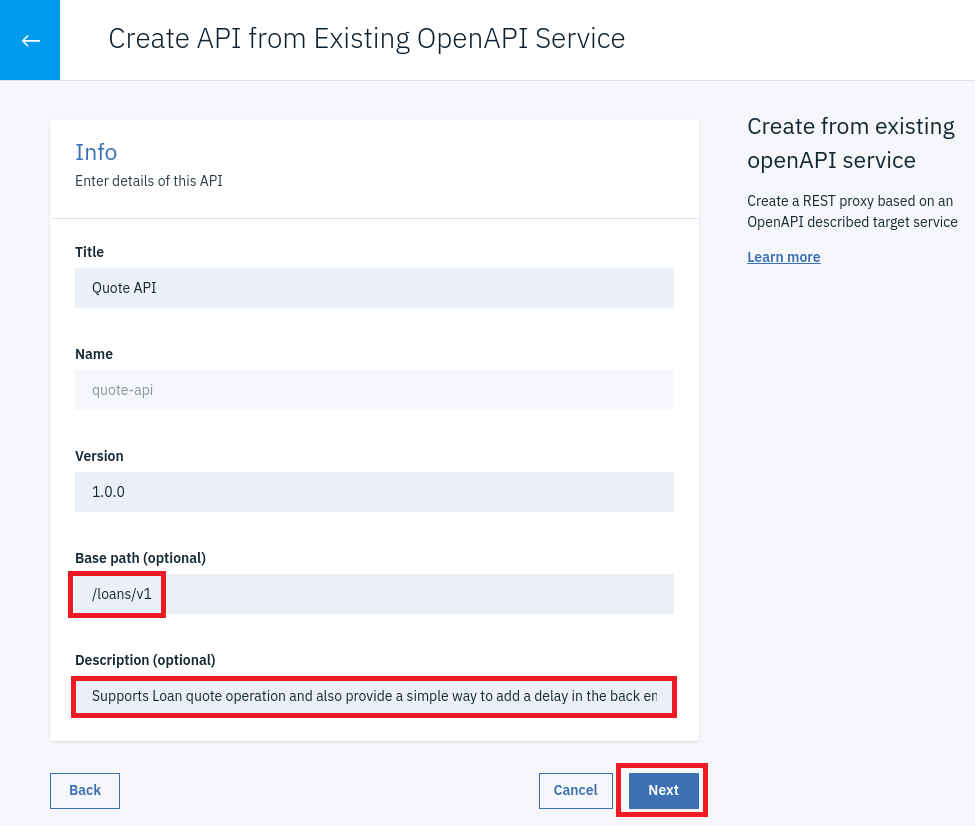 Create API from Existing OpenAPI Service
Info
Enter details of this API
Title
Quote API
Name
quote-api
Version
1.0.0
Base path (optional)
/loans/v1
Description (optional)
Supports Loan quote operation and also provide a simple way to add a delay in the back en
Back
Cancel
Next
Create from existing
openAPI service
Create a REST proxy based on an
OpenAPI described target service
Learn more